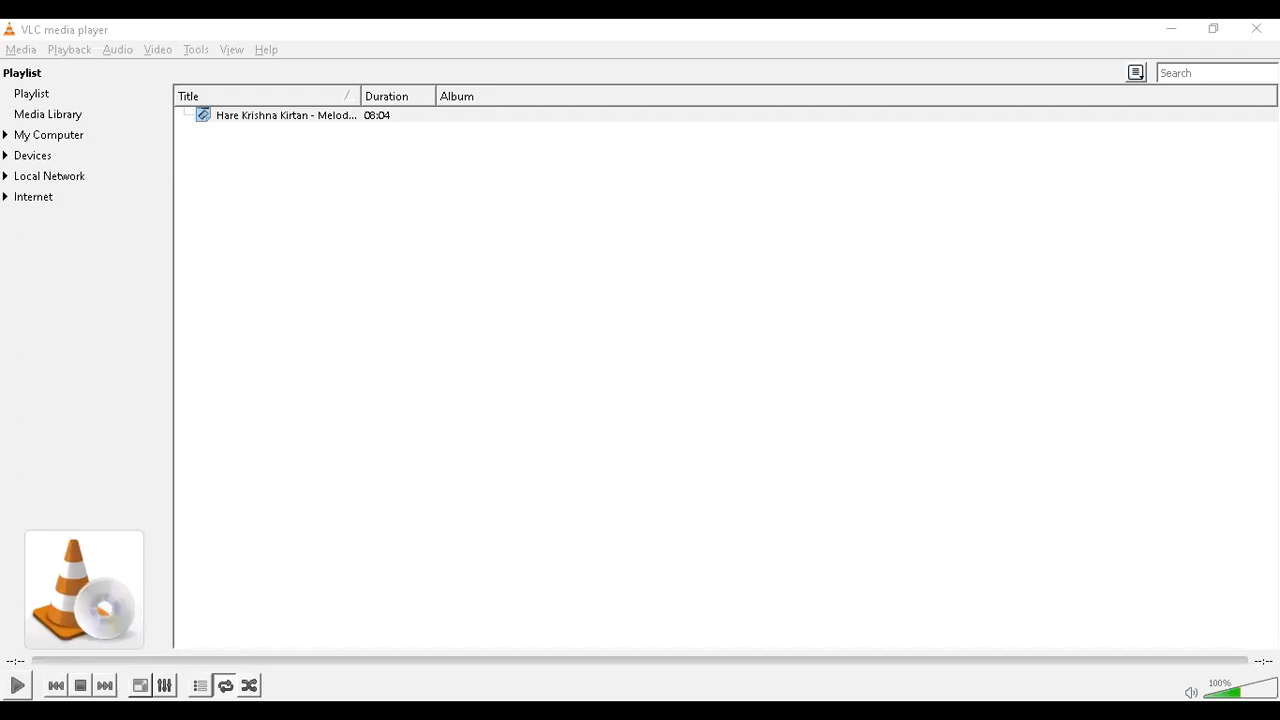 VLC media player
Media Playback Audio Video Tools View Help
Playlist
Search
Playlist
Media Library
My Computer
Devices
Local Network
Internet
Title Duration Album
Hare Krishna Kirtan - Melod... 08:04
--:-- --:--
100%